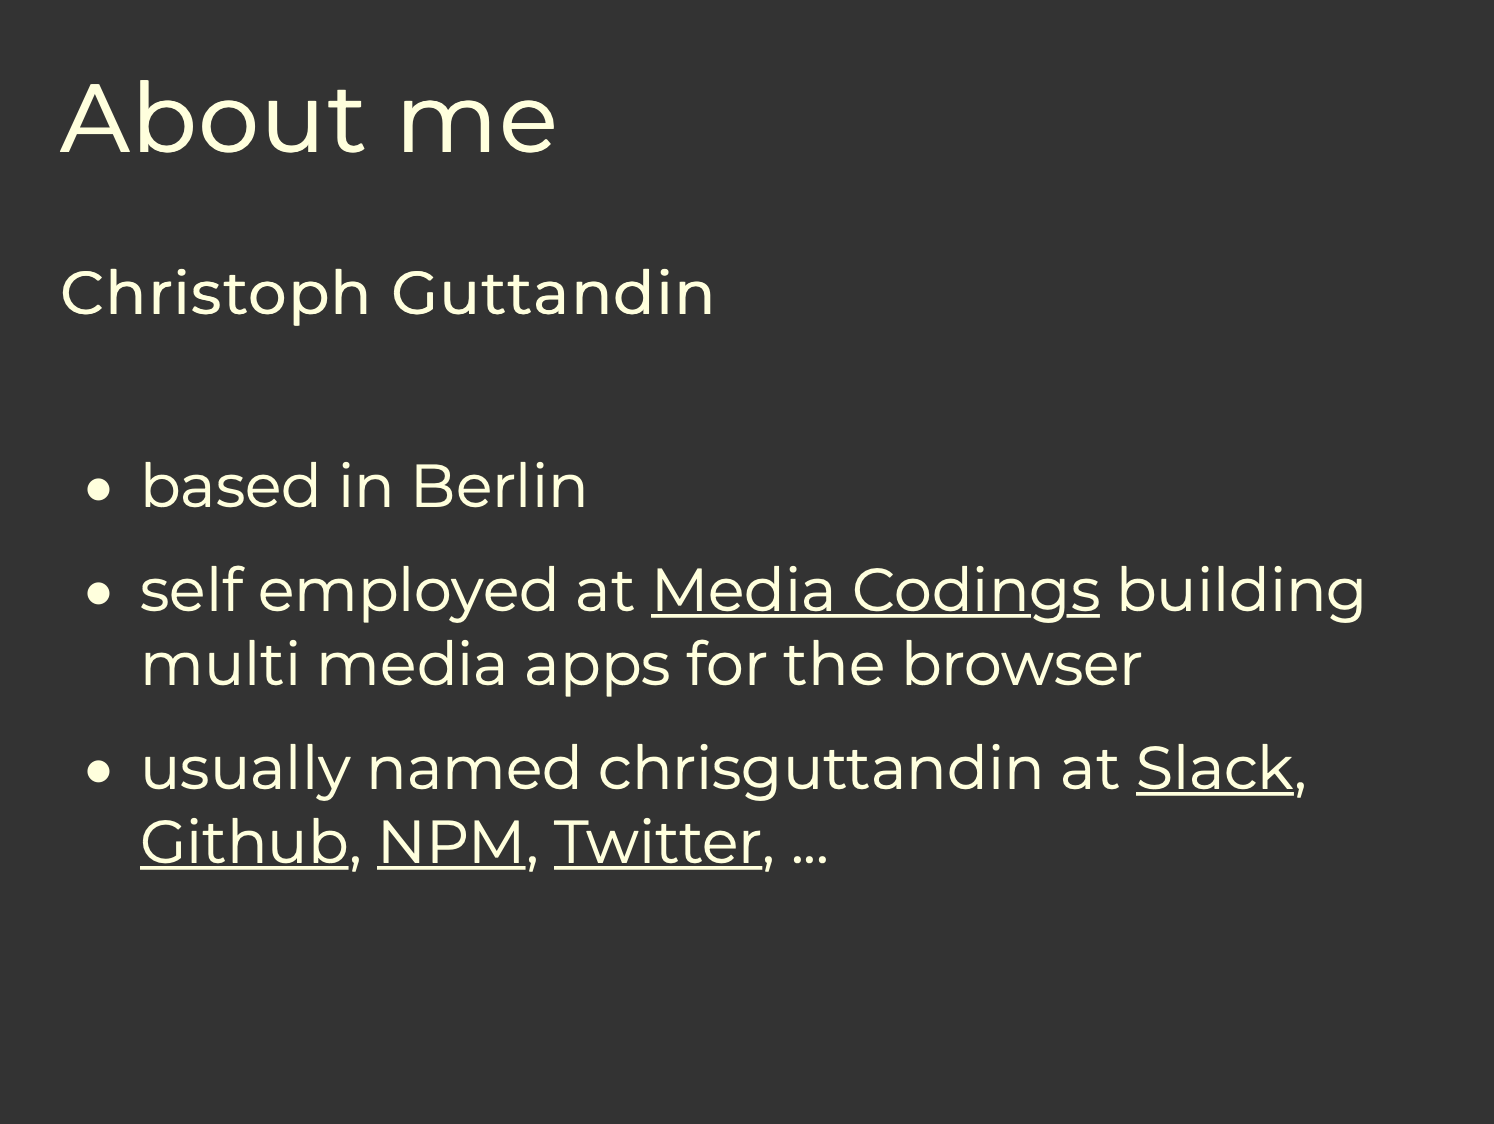 About me
Christoph Guttandin
• based in Berlin
• self employed at Media Codings building
multi media apps for the browser
• usually named chrisguttandin at Slack,
Github, NPM, Twitter, ...